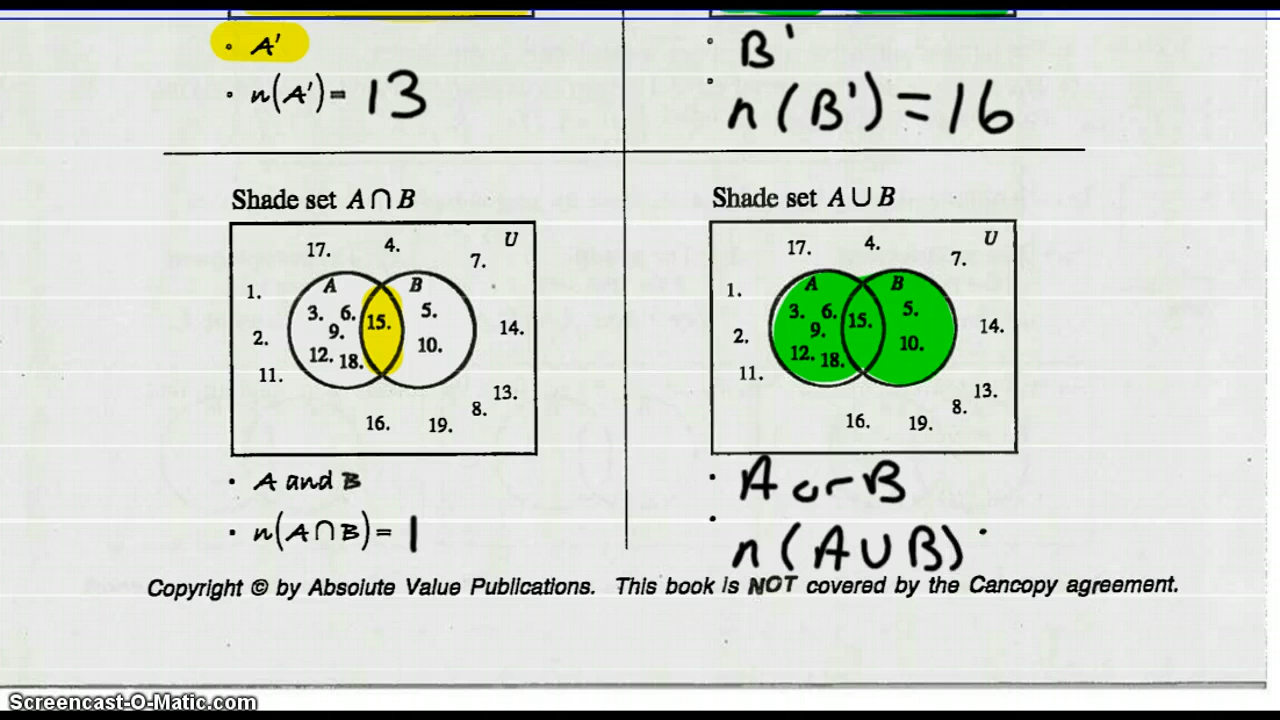 • A'
• n(A') = 13
• B'
• n(B') = 16
Shade set A ∩ B
17. 4. U
7.
1. A B
3. 6. 15. 5.
2. 9. 10. 14.
12. 18.
11.
13.
8.
16. 19.
• A and B
• n(A ∩ B) = 1
Shade set A ∪ B
17. 4. U
7.
1. A B
3. 6. 15. 5.
2. 9. 10. 14.
12. 18.
11.
13.
8.
16. 19.
• A or B
• n(A ∪ B)
Copyright © by Absolute Value Publications. This book is NOT covered by the Cancopy agreement.
Screencast-O-Matic.com